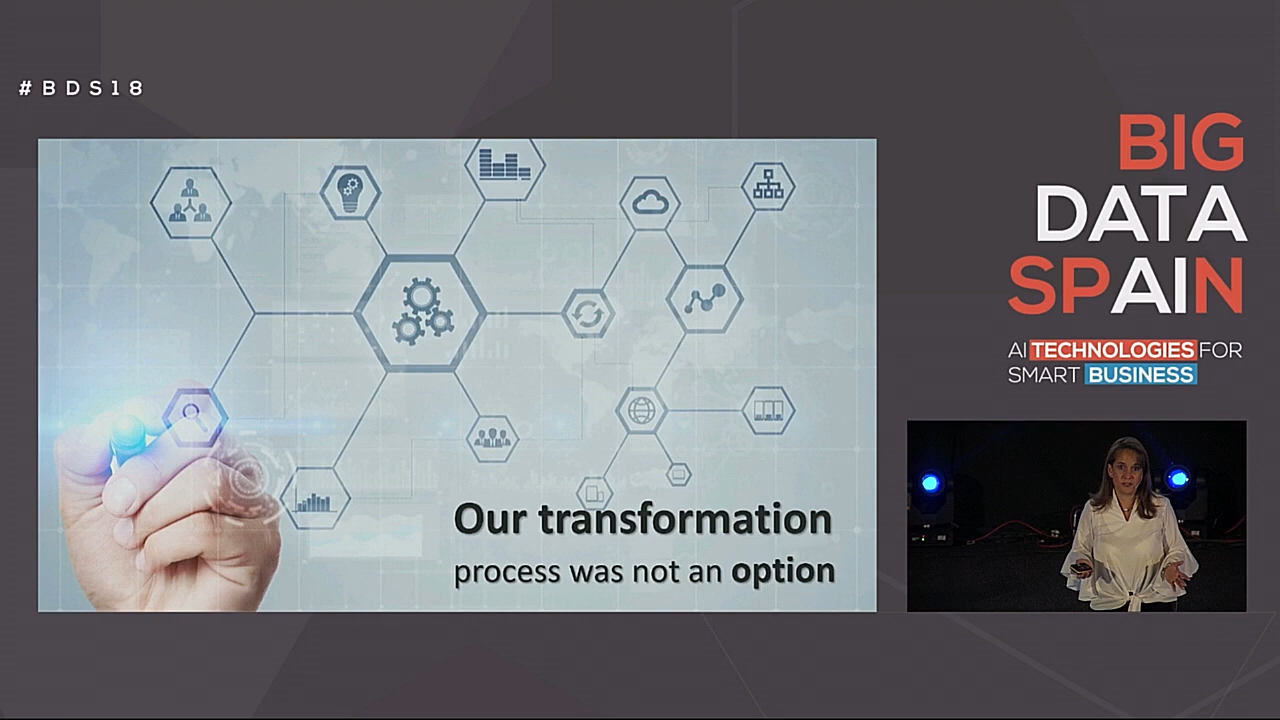 #BDS18
BIG
DATA
SPAIN
AI TECHNOLOGIES FOR
SMART BUSINESS
Our transformation
process was not an option